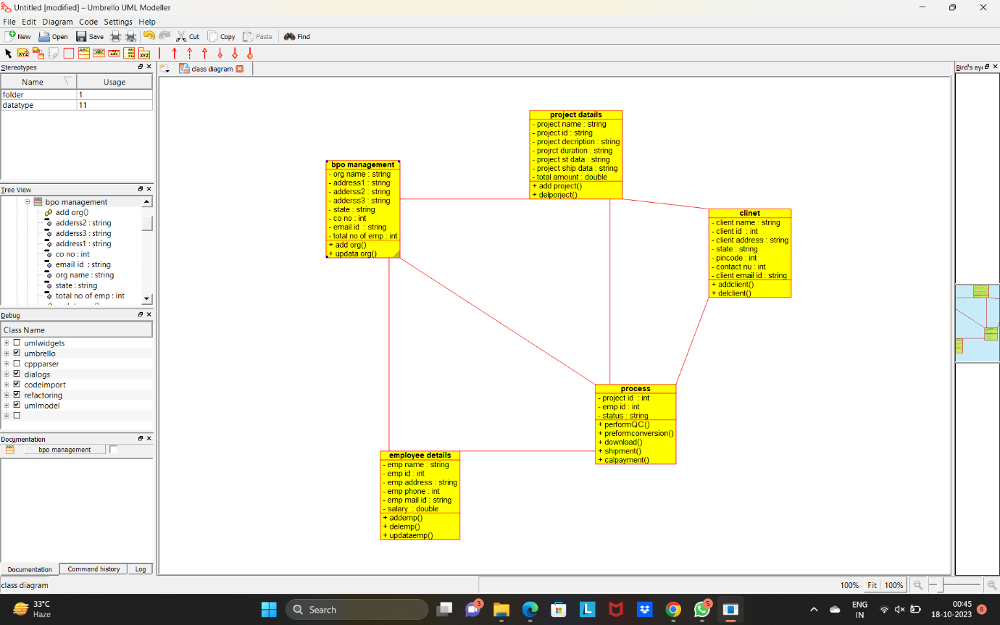 Untitled [modified] – Umbrello UML Modeller
File Edit Diagram Code Settings Help
New Open Save Cut Copy Paste Find
Stereotypes
Name Usage
folder 1
datatype 11
Tree View
bpo management
add org()
adderss2 : string
adderss3 : string
address1 : string
co no : int
email id  : string
org name : string
state : string
total no of emp : int
Debug
Class Name
umlwidgets
umbrello
cppparser
dialogs
codeimport
refactoring
umlmodel
Documentation
bpo management
Documentation Command history Log
class diagram
class diagram
Bird's eye
project datails
- project name : string
- project id : string
- project decription : string
- projrct duration : string
- project st data : string
- project ship data : string
- total amount : double
+ add project()
+ delporject()
bpo management
- org name : string
- address1 : string
- adderss2 : string
- adderss3 : string
- state : string
- co no : int
- email id  : string
- total no of emp : int
+ add org()
+ updata org()
clinet
- client name : string
- client id  : int
- client address : string
- state : string
- pincode : int
- contact nu : int
- client email id : string
+ addclient()
+ delclient()
process
- project id  : int
- emp id : int
- status : string
+ performQC()
+ preformconversion()
+ download()
+ shipment()
+ calpayment()
employee details
- emp name : string
- emp id : int
- emp address : string
- emp phone : int
- emp mail id : string
- salary  : double
+ addemp()
+ delemp()
+ updataemp()
100% Fit 100%
33°C
Haze
Search
3
5
ENG
IN
00:45
18-10-2023
8